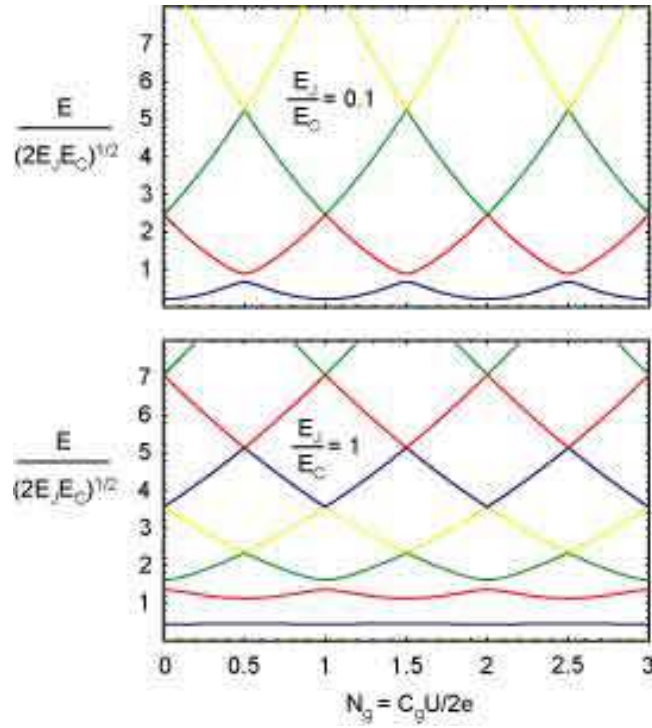 7
6
5
4
3
2
1
E
(2E_J E_C)^1/2
E_J
E_C
= 0.1
7
6
5
4
3
2
1
E
(2E_J E_C)^1/2
E_J
E_C
= 1
0 0.5 1 1.5 2 2.5 3
N_g = C_g U/2e